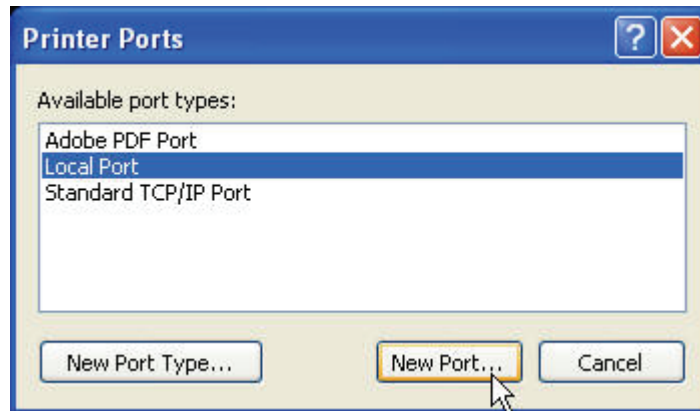 Printer Ports
Available port types:
Adobe PDF Port
Local Port
Standard TCP/IP Port
New Port Type...
New Port...
Cancel